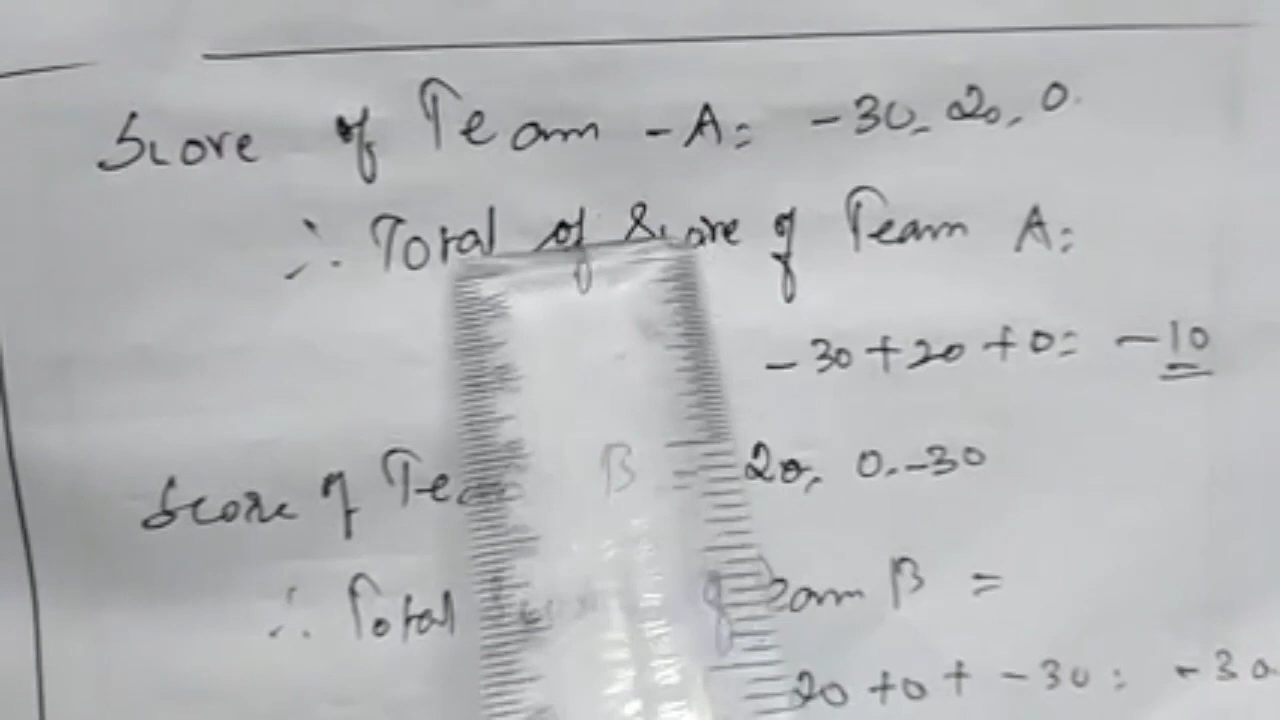 Score of Team - A = -30, 20, 0.
∴ Total of Score of Team A =
-30 + 20 + 0 = -10
Score of Team B = 20, 0, -30
∴ Total of Team B =
20 + 0 + -30 = -30